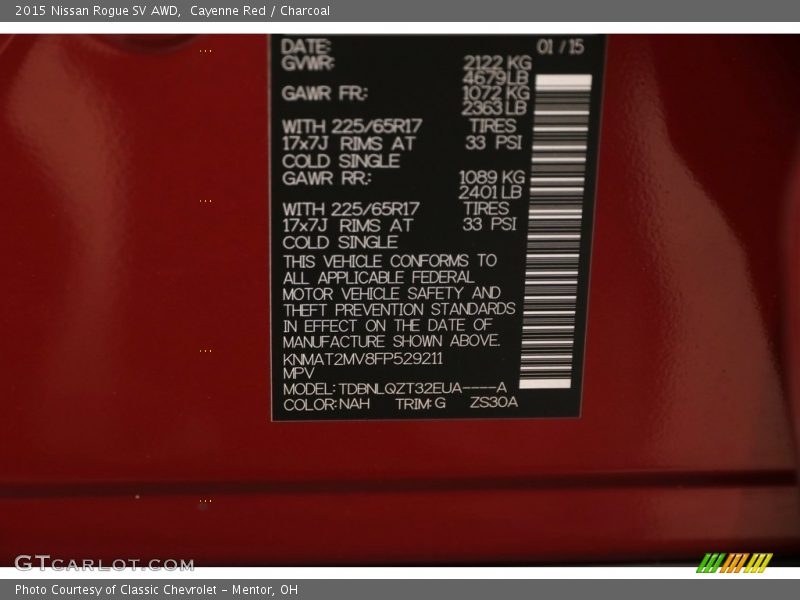 2015 Nissan Rogue SV AWD,  Cayenne Red / Charcoal
DATE: 01 / 15
GVWR: 2122 KG
4679LB
GAWR FR: 1072 KG
2363 LB
WITH 225/65R17 TIRES
17x7J RIMS AT 33 PSI
COLD SINGLE
GAWR RR: 1089 KG
2401 LB
WITH 225/65R17 TIRES
17x7J RIMS AT 33 PSI
COLD SINGLE
THIS VEHICLE CONFORMS TO
ALL APPLICABLE FEDERAL
MOTOR VEHICLE SAFETY AND
THEFT PREVENTION STANDARDS
IN EFFECT ON THE DATE OF
MANUFACTURE SHOWN ABOVE.
KNMAT2MV8FP529211
MPV
MODEL: TDBNLQZT32EUA----A
COLOR: NAH TRIM: G ZS30A
GTCARLOT.COM
Photo Courtesy of Classic Chevrolet - Mentor, OH